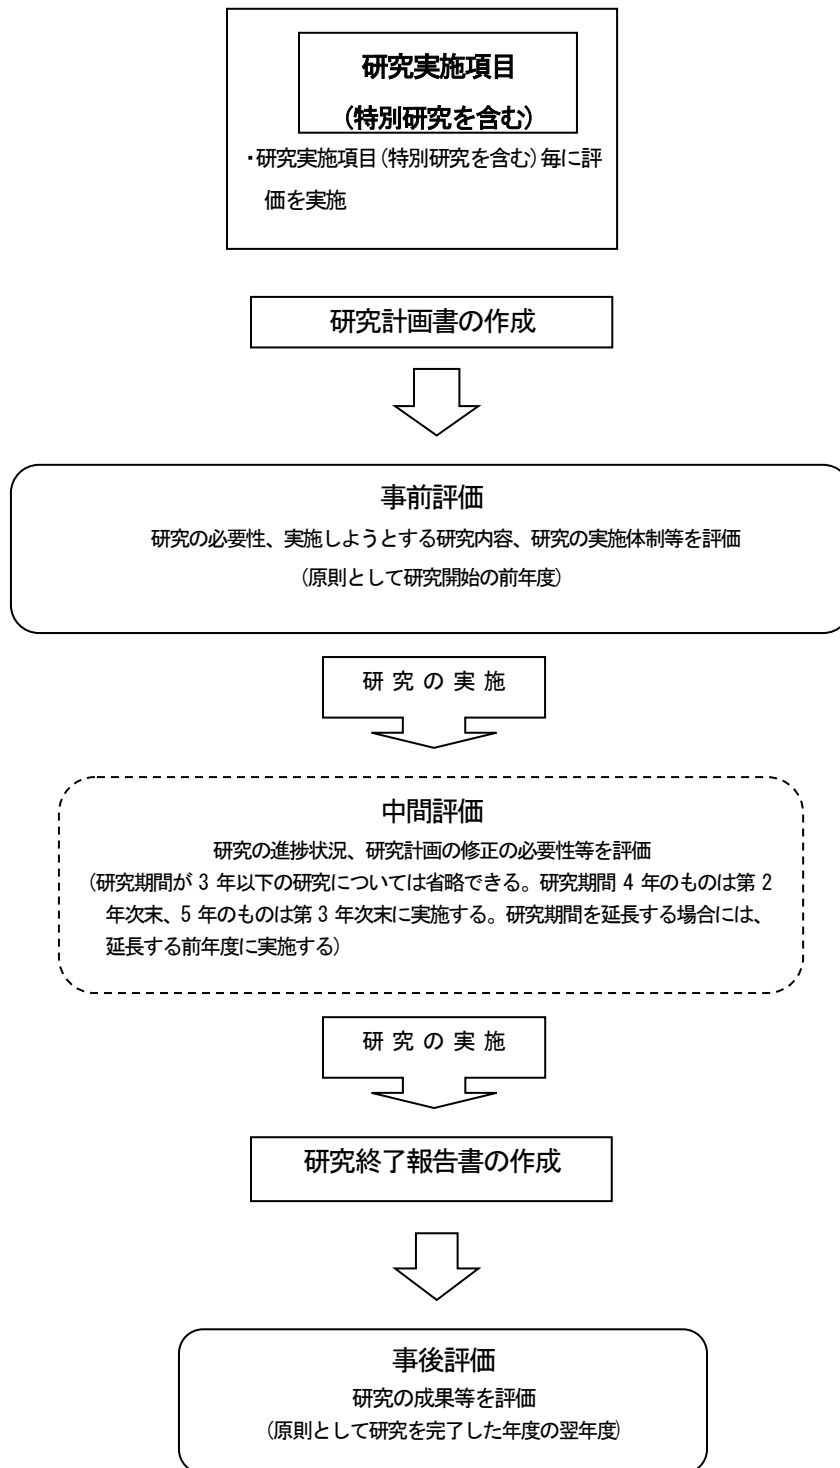 研究実施項目
(特別研究を含む)
・研究実施項目(特別研究を含む)毎に評
価を実施
研究計画書の作成
事前評価
研究の必要性、実施しようとする研究内容、研究の実施体制等を評価
(原則として研究開始の前年度)
研 究 の 実 施
中間評価
研究の進捗状況、研究計画の修正の必要性等を評価
(研究期間が 3 年以下の研究については省略できる。研究期間 4 年のものは第 2
年次末、5 年のものは第 3 年次末に実施する。研究期間を延長する場合には、
延長する前年度に実施する)
研 究 の 実 施
研究終了報告書の作成
事後評価
研究の成果等を評価
(原則として研究を完了した年度の翌年度)